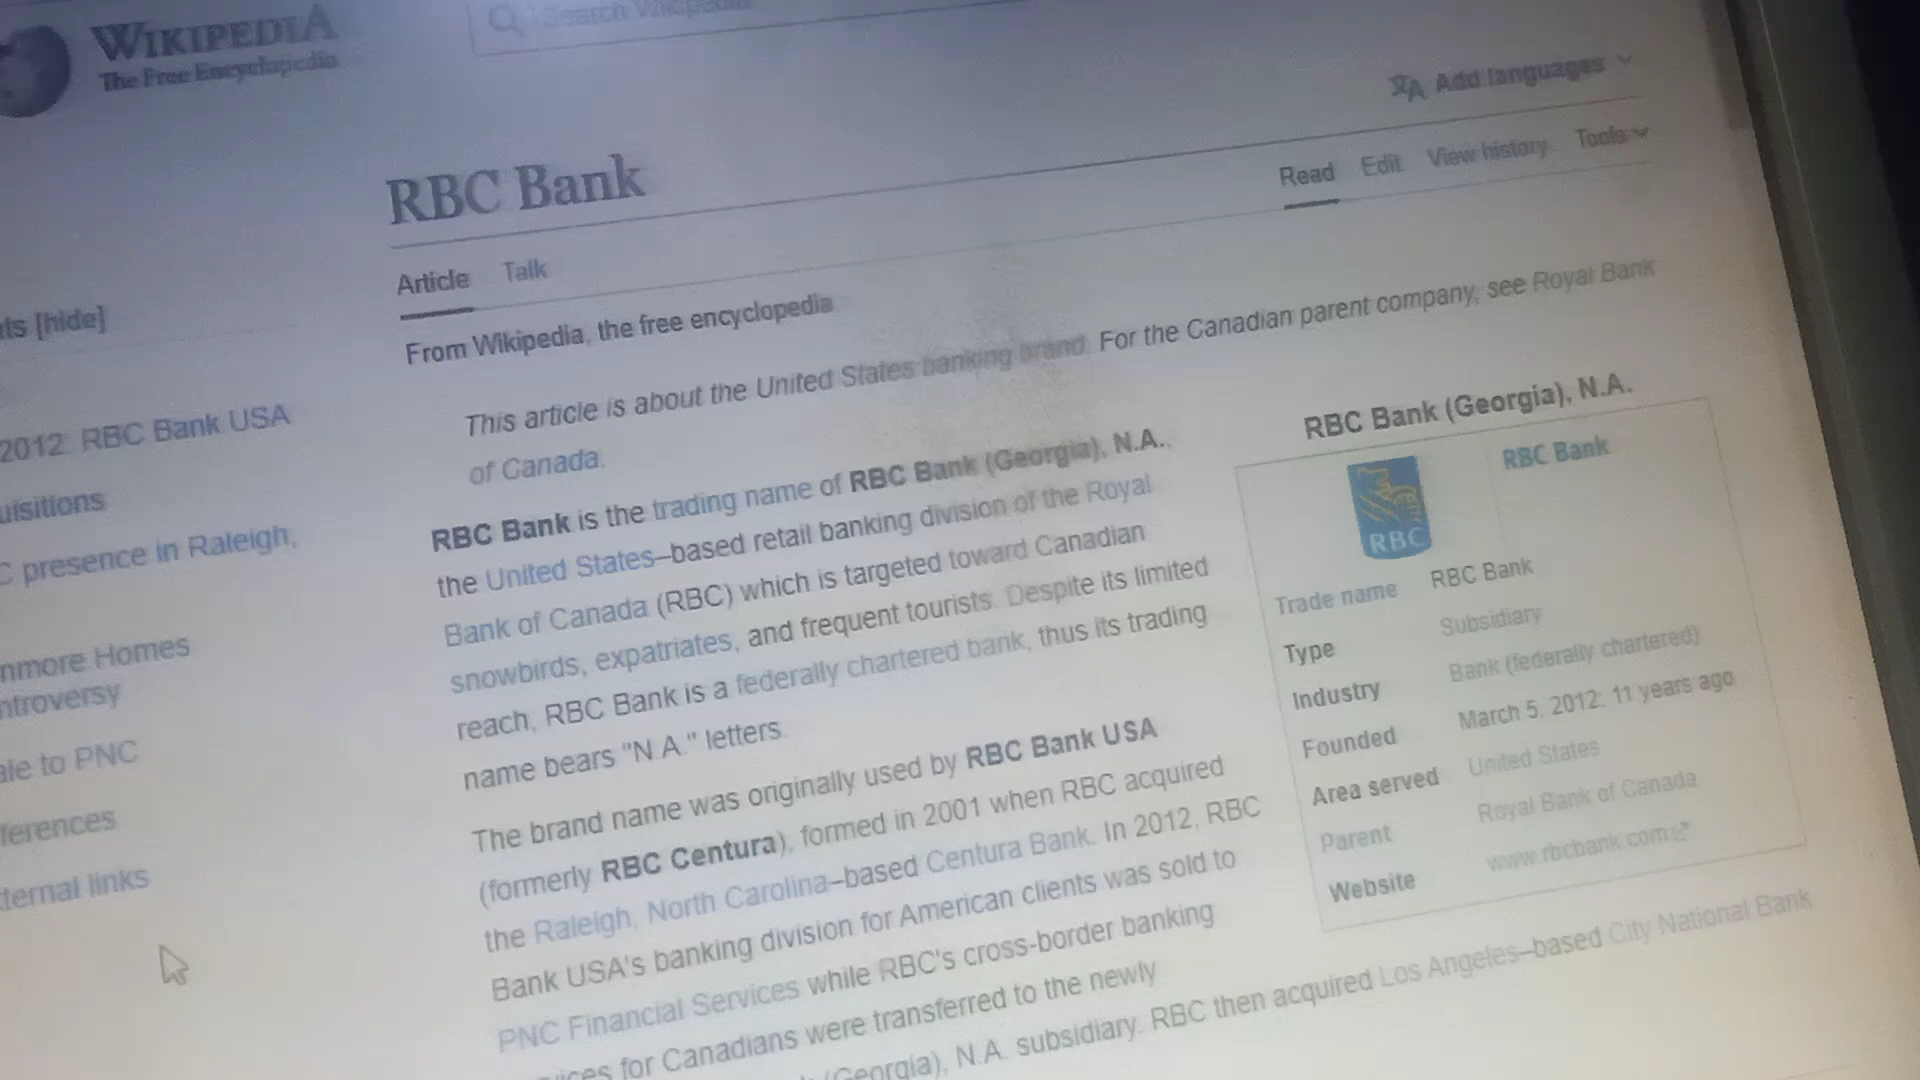 WIKIPEDIA
The Free Encyclopedia
Search Wikipedia
Add languages
RBC Bank
Read Edit View history Tools
Article Talk
From Wikipedia, the free encyclopedia
[hide]
2012: RBC Bank USA
presence in Raleigh,
Homes
to PNC
links
This article is about the United States banking brand. For the Canadian parent company, see Royal Bank
of Canada.
RBC Bank is the trading name of RBC Bank (Georgia), N.A.,
the United States–based retail banking division of the Royal
Bank of Canada (RBC) which is targeted toward Canadian
snowbirds, expatriates, and frequent tourists. Despite its limited
reach, RBC Bank is a federally chartered bank, thus its trading
name bears "N.A." letters.
The brand name was originally used by RBC Bank USA
(formerly RBC Centura), formed in 2001 when RBC acquired
the Raleigh, North Carolina–based Centura Bank. In 2012, RBC
Bank USA's banking division for American clients was sold to
PNC Financial Services while RBC's cross-border banking
for Canadians were transferred to the newly
(Georgia), N.A. subsidiary. RBC then acquired Los Angeles–based City National Bank
RBC Bank (Georgia), N.A.
RBC
RBC Bank
Trade name RBC Bank
Type Subsidiary
Industry Bank (federally chartered)
Founded March 5, 2012; 11 years ago
Area served United States
Parent Royal Bank of Canada
Website www.rbcbank.com